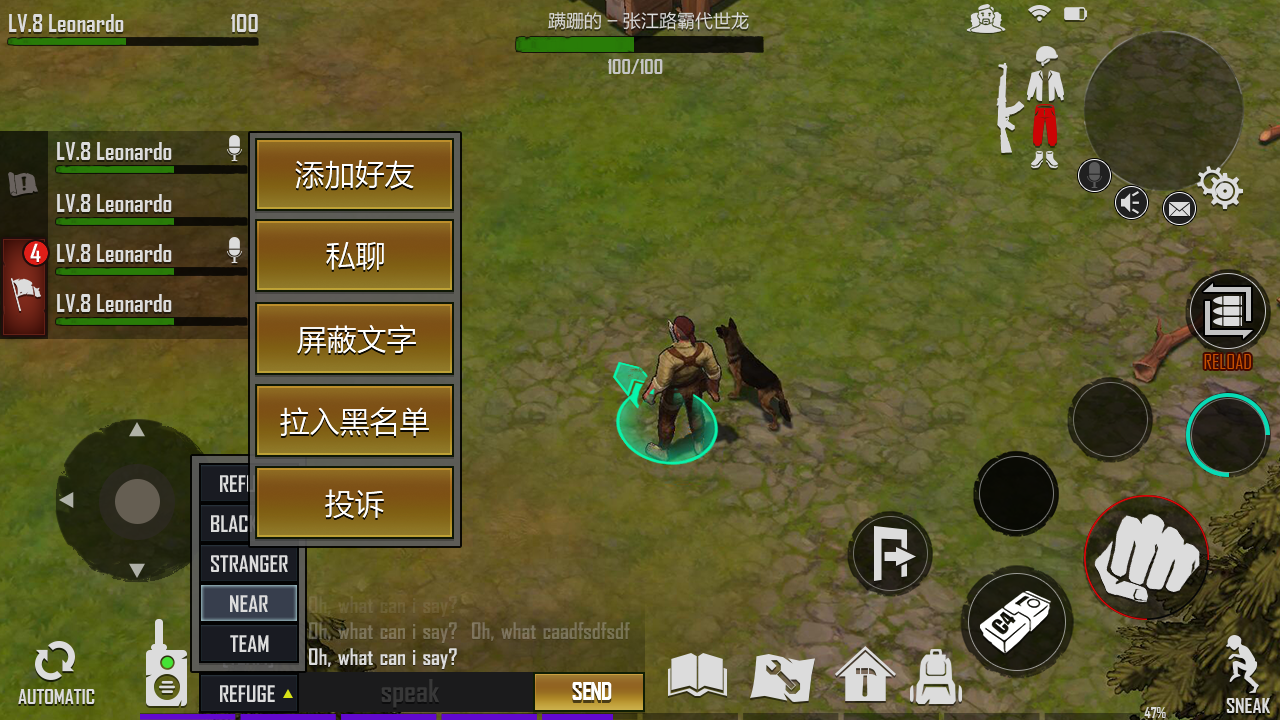 LV.8 Leonardo 100
蹒跚的 - 张江路霸代世龙
100/100
LV.8 Leonardo
LV.8 Leonardo
4
LV.8 Leonardo
LV.8 Leonardo
添加好友
私聊
屏蔽文字
拉入黑名单
投诉
RELOAD
STRANGER
NEAR
TEAM
REFUGE
Oh, what can i say?
Oh, what can i say? Oh, what caadfsdfsdf
Oh, what can i say?
speak
SEND
AUTOMATIC
C4
47%
SNEAK